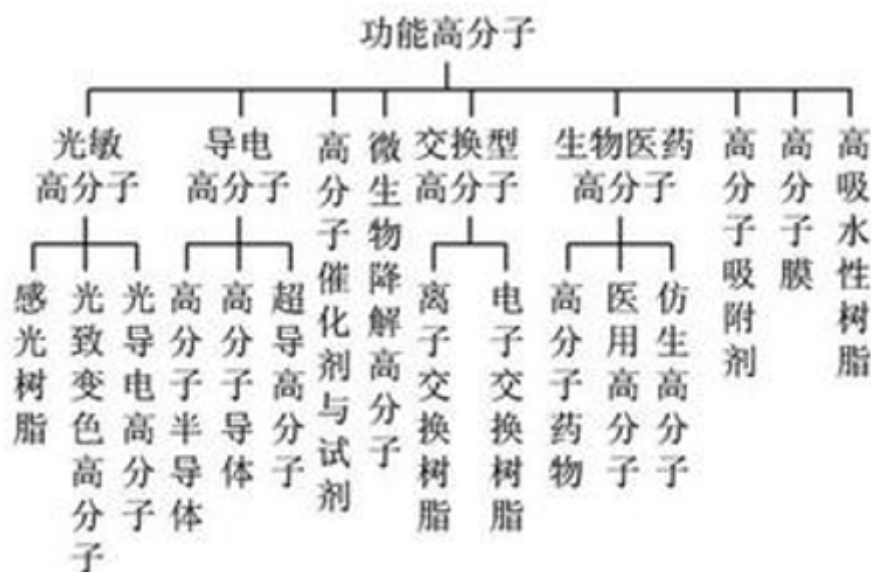 功能高分子
光敏
高分子
导电
高分子
高分子催化剂与试剂
微生物降解高分子
交换型
高分子
生物医药
高分子
高分子吸附剂
高分子膜
高吸水性树脂
感光树脂
光致变色高分子
光导电高分子
高分子半导体
高分子导体
超导高分子
离子交换树脂
电子交换树脂
高分子药物
医用高分子
仿生高分子